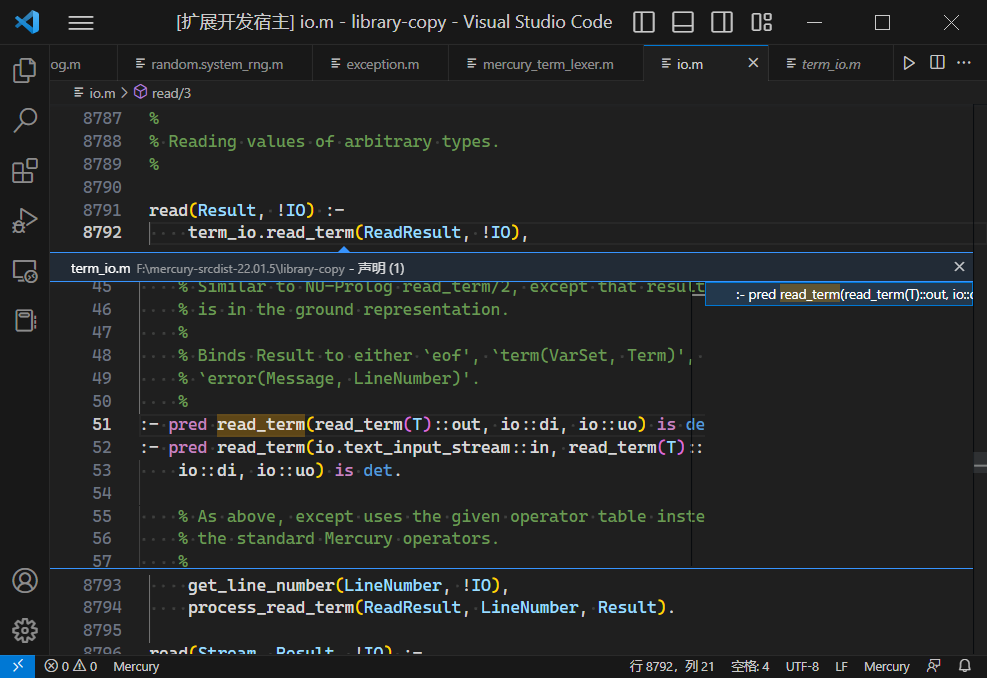 [扩展开发宿主] io.m - library-copy - Visual Studio Code
og.m
random.system_rng.m
exception.m
mercury_term_lexer.m
io.m
term_io.m
io.m > read/3
8787 %
8788 % Reading values of arbitrary types.
8789 %
8790
8791 read(Result, !IO) :-
8792 term_io.read_term(ReadResult, !IO),
term_io.m F:\mercury-srcdist-22.01.5\library-copy - 声明 (1)
45 % Similar to NU-Prolog read_term/2, except that result
:- pred read_term(read_term(T)::out, io::d
46 % is in the ground representation.
47 %
48 % Binds Result to either `eof', `term(VarSet, Term)',
49 % `error(Message, LineNumber)'.
50 %
51 :- pred read_term(read_term(T)::out, io::di, io::uo) is de
52 :- pred read_term(io.text_input_stream::in, read_term(T)::
53 io::di, io::uo) is det.
54
55 % As above, except uses the given operator table inste
56 % the standard Mercury operators.
57 %
8793 get_line_number(LineNumber, !IO),
8794 process_read_term(ReadResult, LineNumber, Result).
8795
8796 read(Stream, Result, !IO) :-
0 0 Mercury 行 8792，列 21 空格: 4 UTF-8 LF Mercury